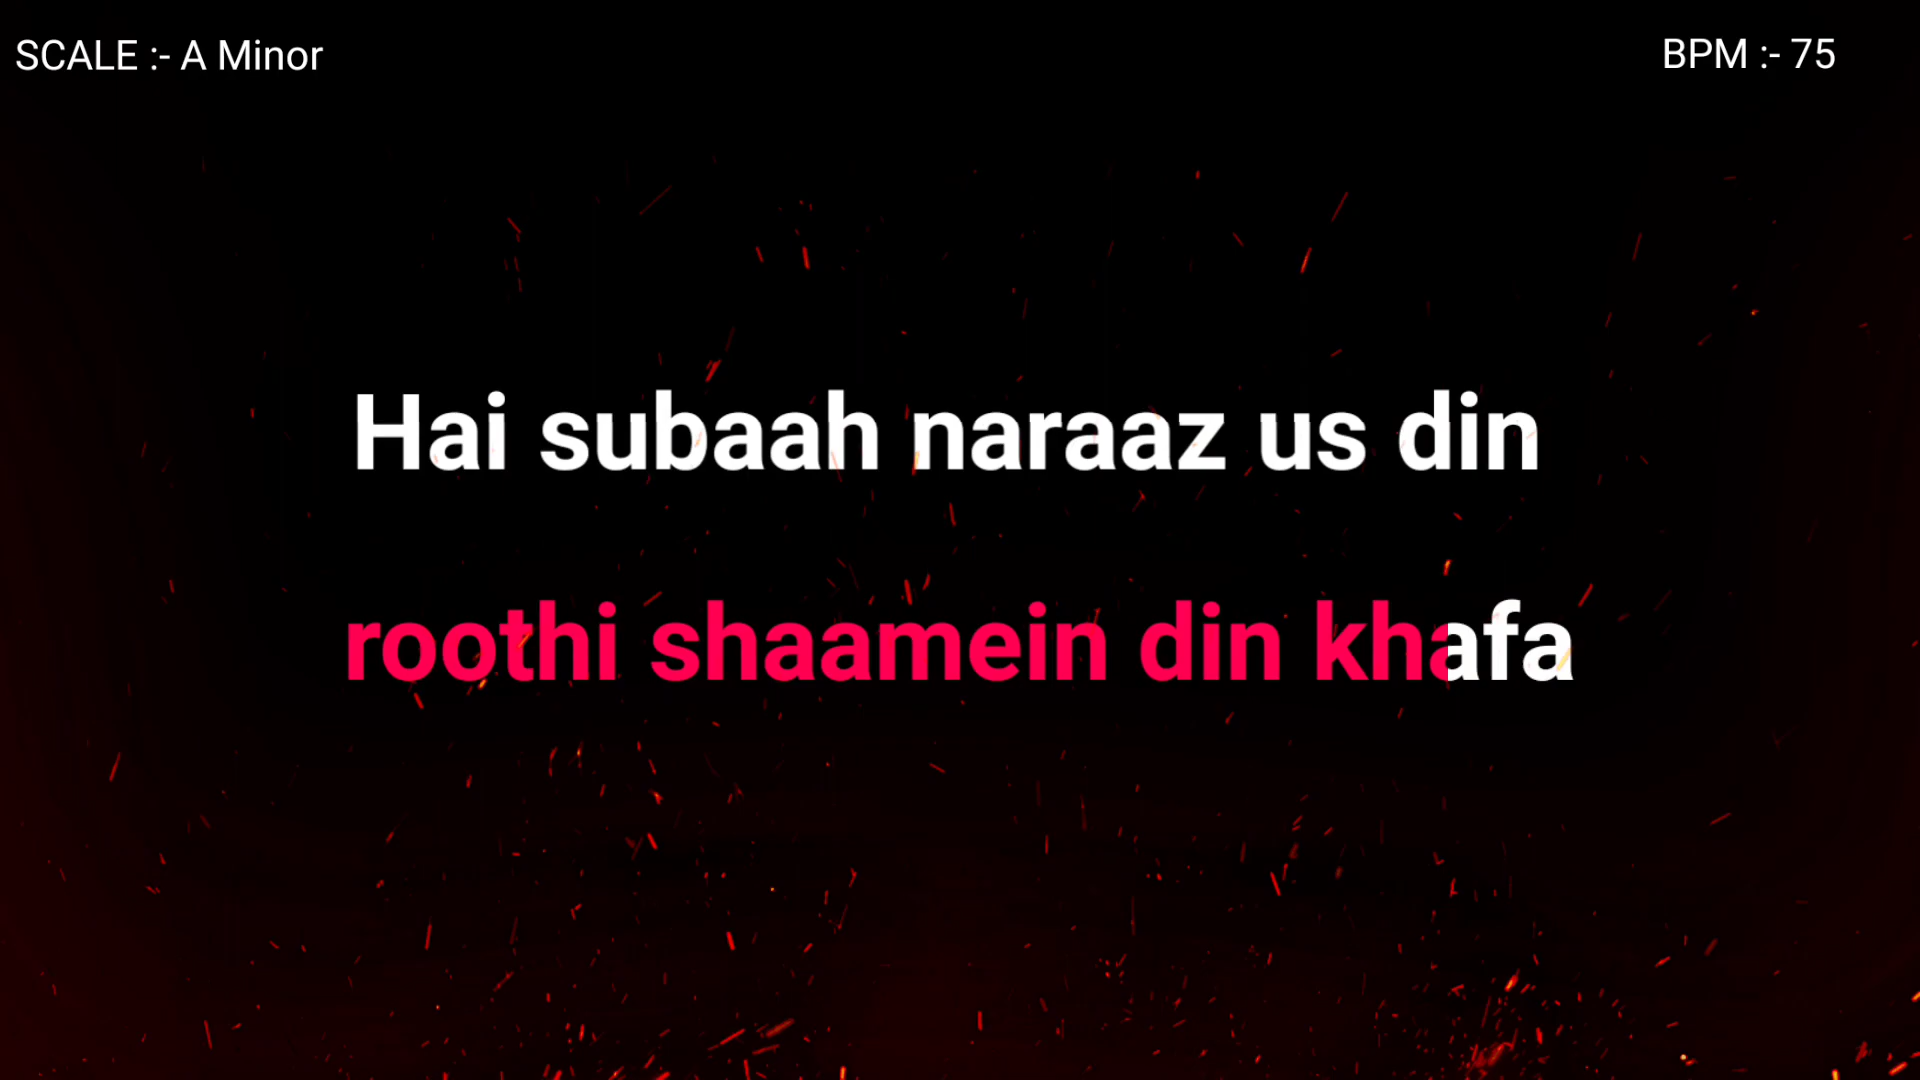 SCALE :- A Minor
BPM :- 75
Hai subaah naraaz us din
roothi shaamein din khafa